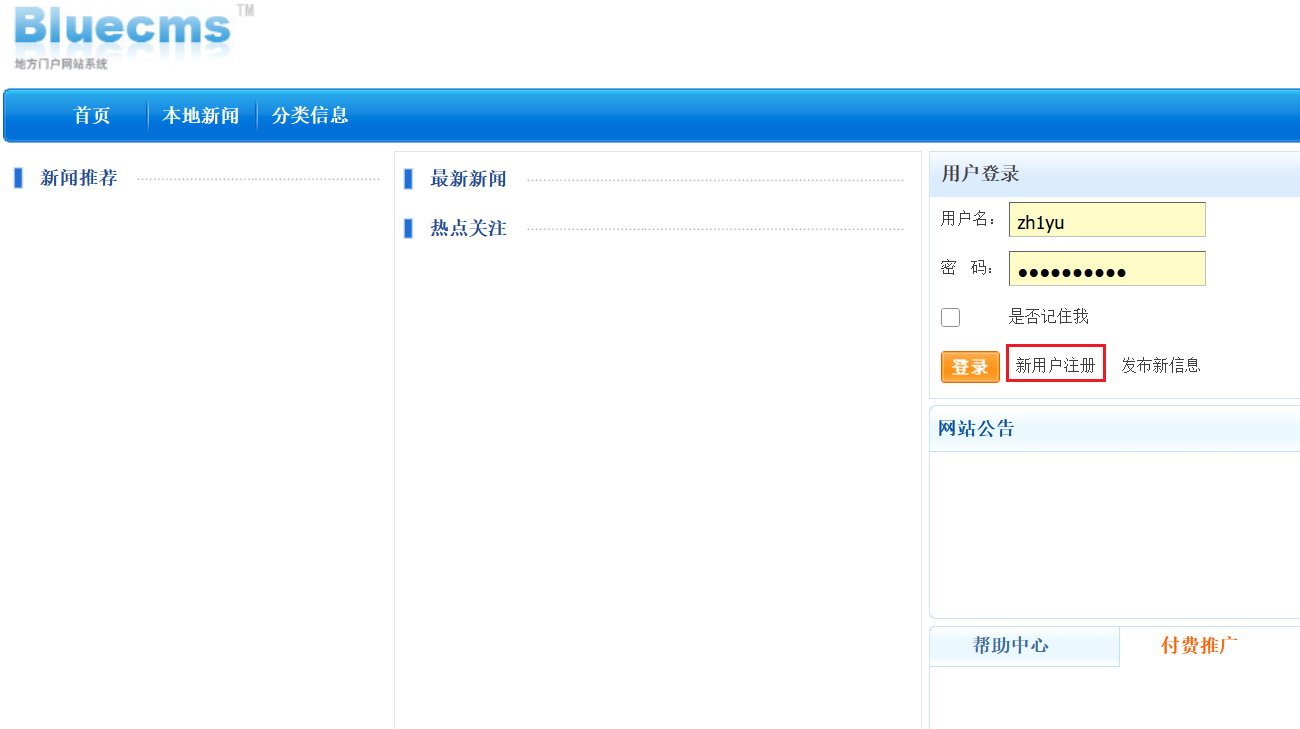 Bluecms TM
地方门户网站系统
首页 本地新闻 分类信息
新闻推荐
最新新闻
热点关注
用户登录
用户名: zh1yu
密 码: ●●●●●●●●●●
是否记住我
登录 新用户注册 发布新信息
网站公告
帮助中心 付费推广